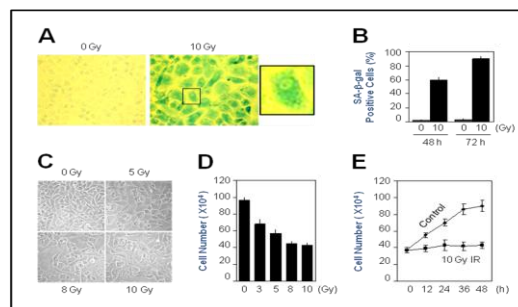 A
0 Gy
10 Gy
B
SA-β-gal
Positive Cells (%)
100
80
60
40
20
0
0 10 0 10 (Gy)
48 h 72 h
C
0 Gy 5 Gy
8 Gy 10 Gy
D
Cell Number (X10⁴)
120
100
80
60
40
20
0
0 3 5 8 10 (Gy)
E
Cell Number (X10⁴)
120
100
80
60
40
20
0
Control
10 Gy IR
0 12 24 36 48 (h)